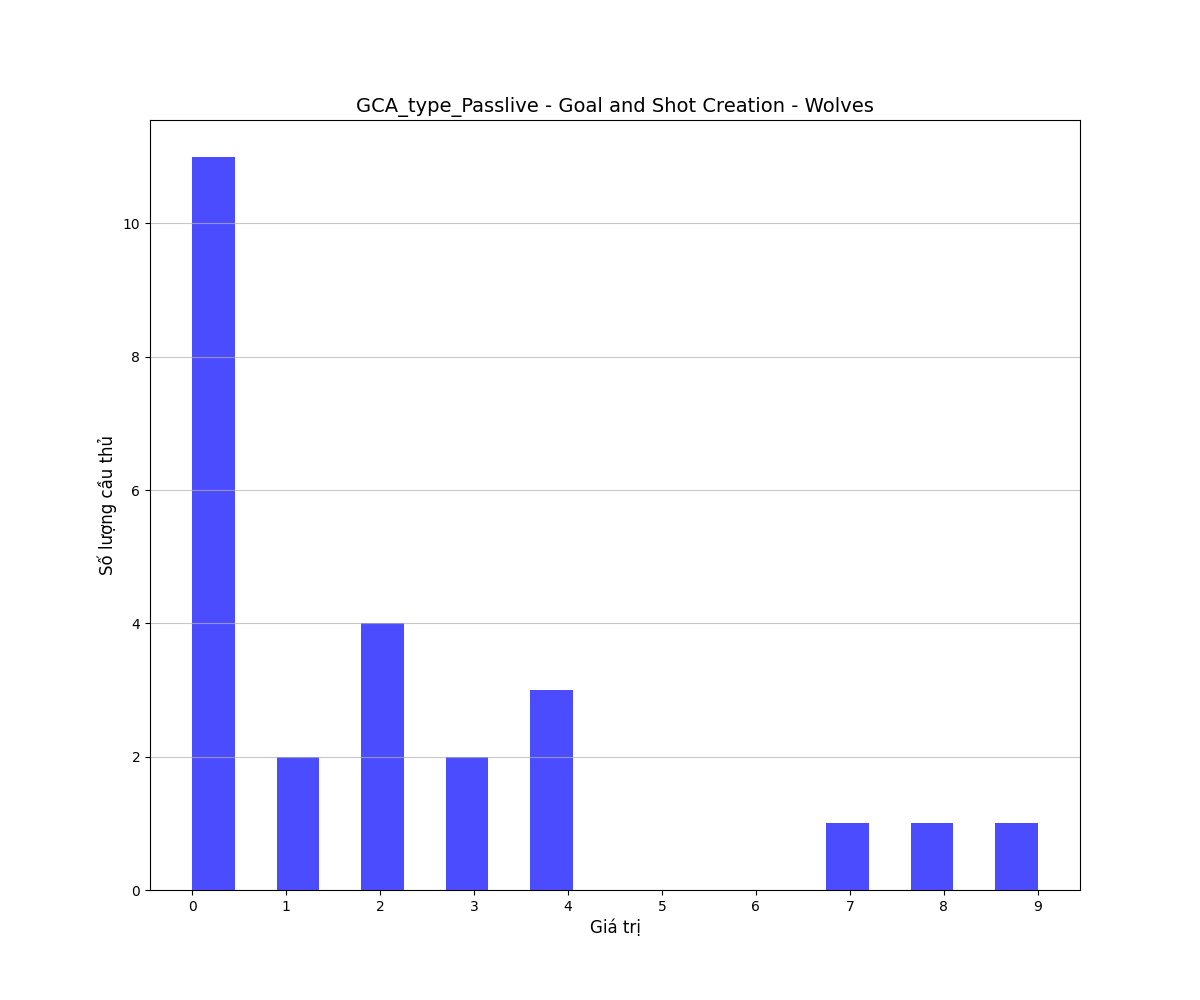 GCA_type_Passlive - Goal and Shot Creation - Wolves
10
8
6
4
2
0
Số lượng cầu thủ
0 1 2 3 4 5 6 7 8 9
Giá trị